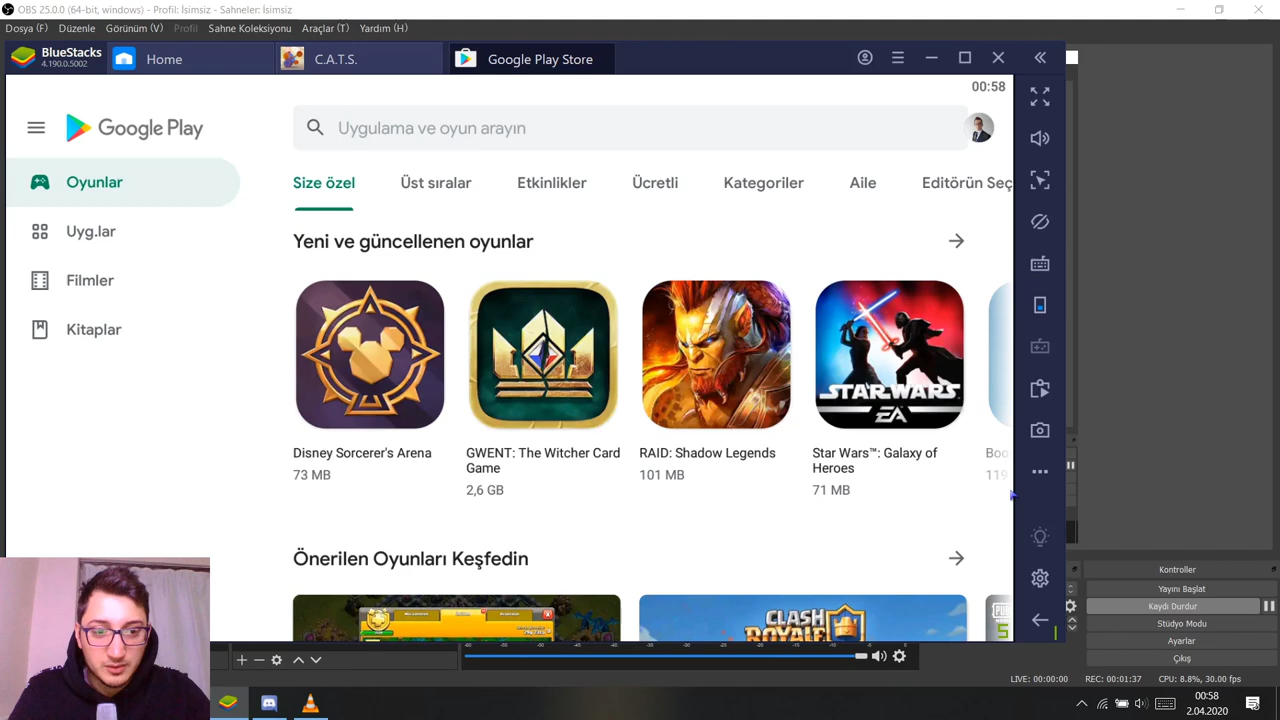 OBS 25.0.0 (64-bit, windows) - Profil: İsimsiz - Sahneler: İsimsiz
Dosya (F) Düzenle Görünüm (V) Profil Sahne Koleksiyonu Araçlar (T) Yardım (H)
BlueStacks
4.190.0.5002
Home
C.A.T.S.
Google Play Store
00:58
Google Play
Uygulama ve oyun arayın
Oyunlar
Uyg.lar
Filmler
Kitaplar
Size özel Üst sıralar Etkinlikler Ücretli Kategoriler Aile Editörün Seç
Yeni ve güncellenen oyunlar
STAR WARS
EA
Disney Sorcerer's Arena
73 MB
GWENT: The Witcher Card
Game
2,6 GB
RAID: Shadow Legends
101 MB
Star Wars™: Galaxy of
Heroes
71 MB
Boo
119
Önerilen Oyunları Keşfedin
CLASH
ROYALE
5
Kontroller
Yayını Başlat
Kaydı Durdur
Stüdyo Modu
Ayarlar
Çıkış
LIVE: 00:00:00 REC: 00:01:37 CPU: 8.8%, 30.00 fps
00:58
2.04.2020